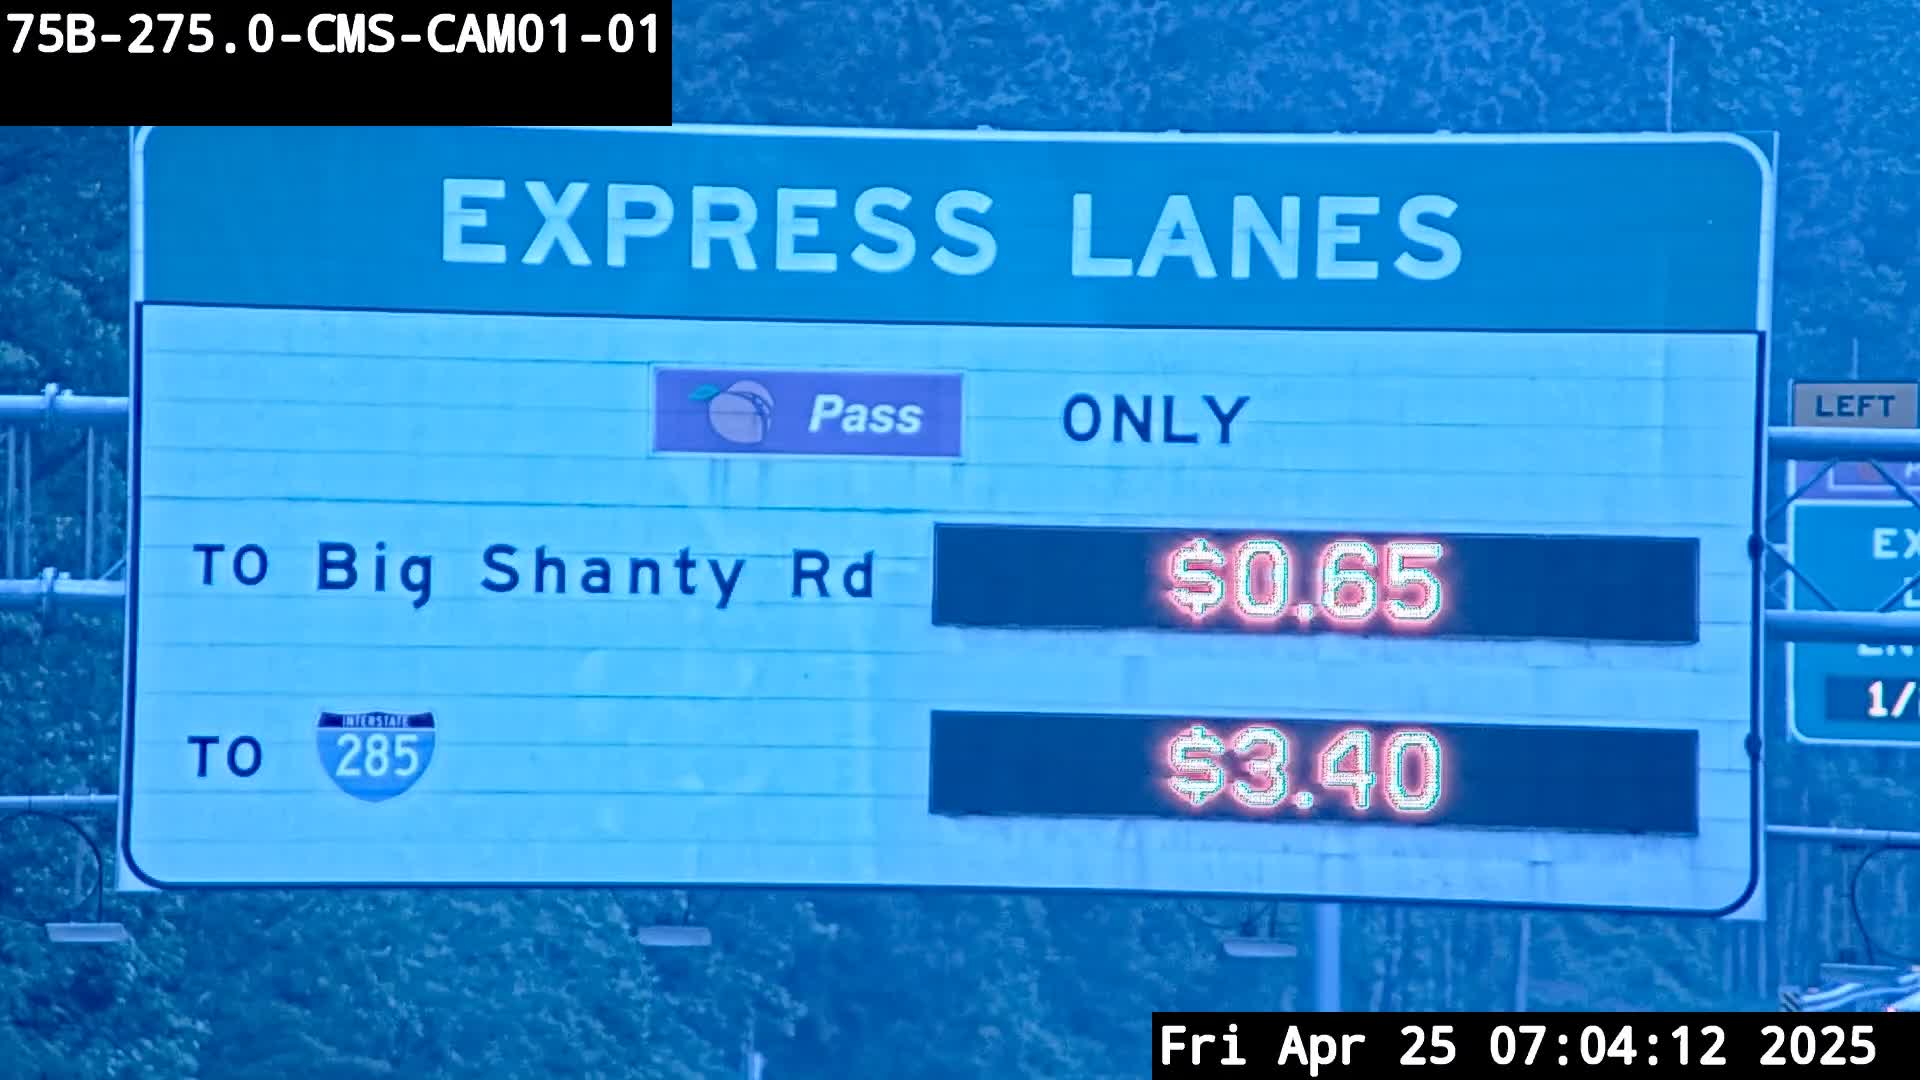 75B-275.0-CMS-CAM01-01
EXPRESS LANES
Pass ONLY
LEFT
TO Big Shanty Rd $0.65
TO INTERSTATE 285 $3.40
1/
Fri Apr 25 07:04:12 2025